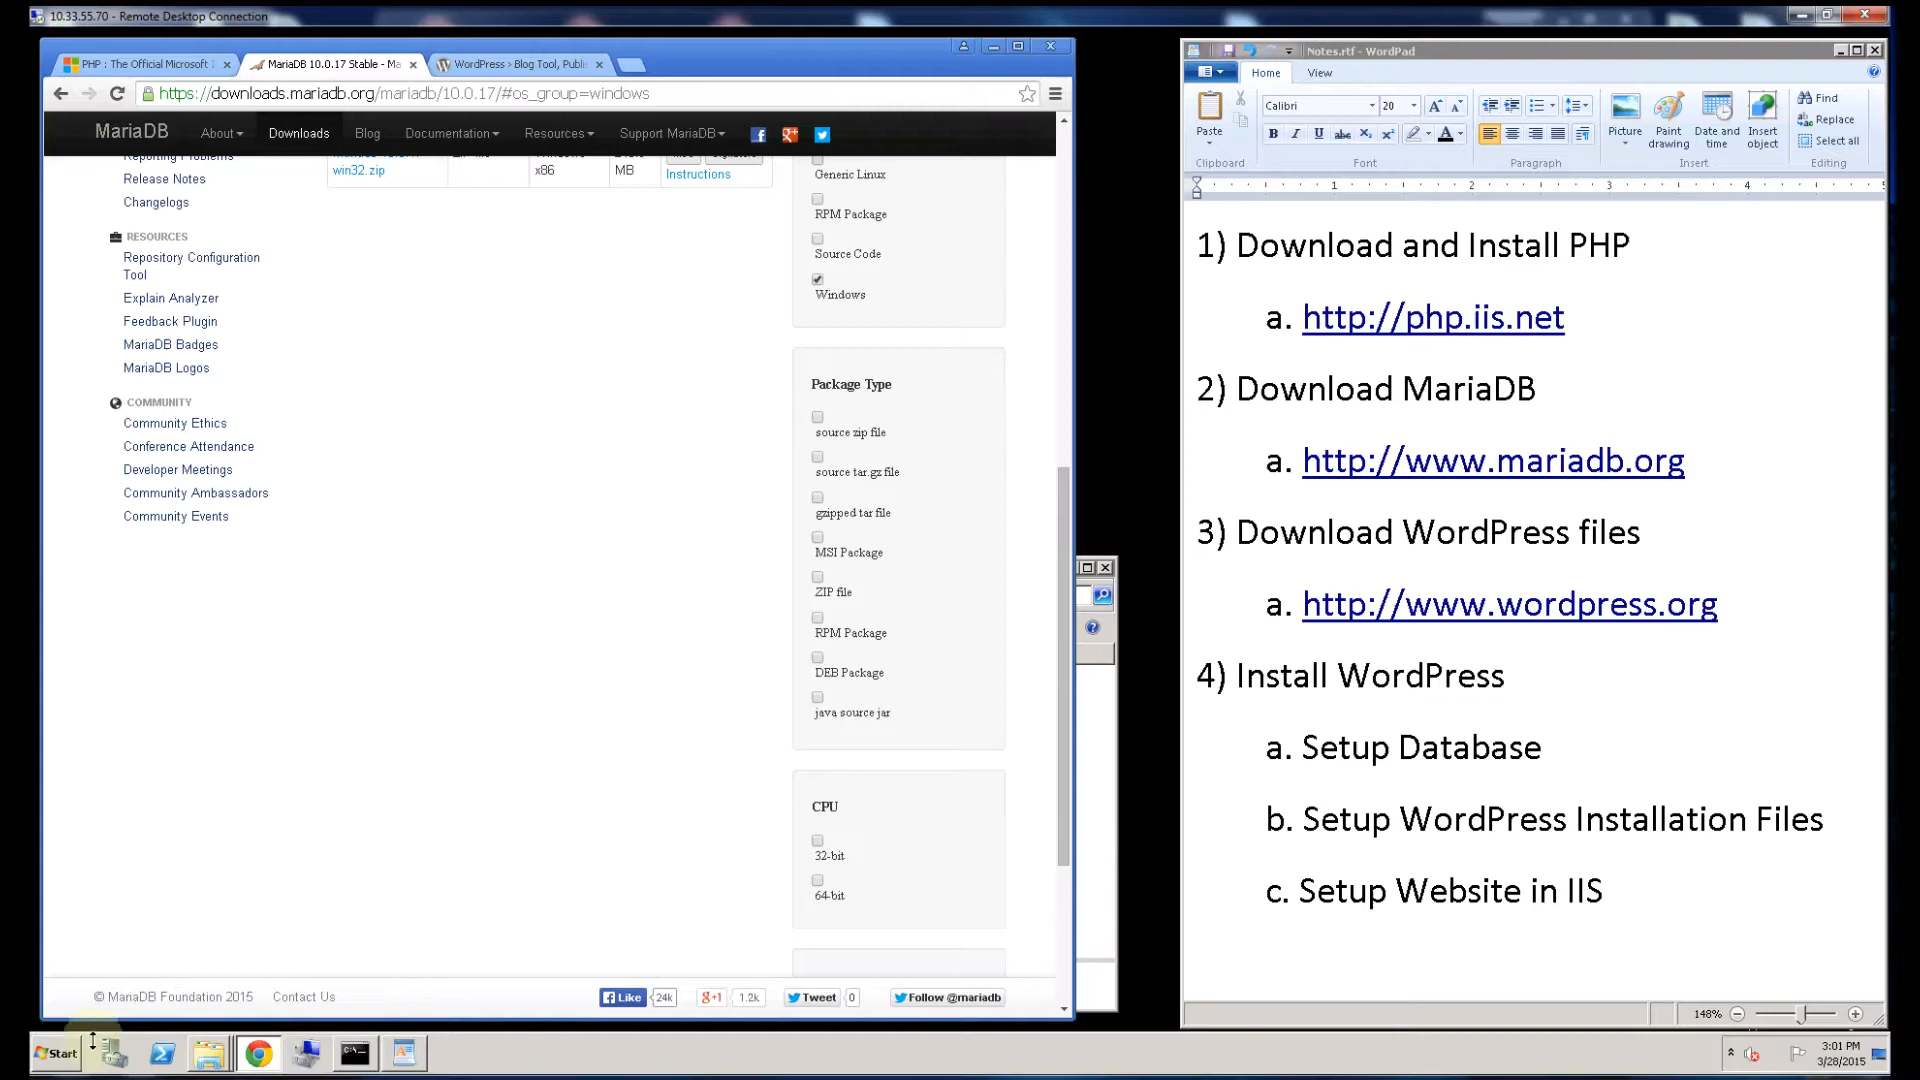 10.33.55.70 - Remote Desktop Connection
PHP : The Official Microsoft
MariaDB 10.0.17 Stable - Ma
WordPress › Blog Tool, Publis
https://downloads.mariadb.org/mariadb/10.0.17/#os_group=windows
MariaDB About Downloads Blog Documentation Resources Support MariaDB
Reporting Problems
Release Notes
Changelogs
RESOURCES
Repository Configuration
Tool
Explain Analyzer
Feedback Plugin
MariaDB Badges
MariaDB Logos
COMMUNITY
Community Ethics
Conference Attendance
Developer Meetings
Community Ambassadors
Community Events
win32.zip x86 MB Instructions
Generic Linux
RPM Package
Source Code
Windows
Package Type
source zip file
source tar.gz file
gzipped tar file
MSI Package
ZIP file
RPM Package
DEB Package
java source jar
CPU
32-bit
64-bit
© MariaDB Foundation 2015 Contact Us
Like 24k +1 1.2k Tweet 0 Follow @mariadb
Notes.rtf - WordPad
Home View
Calibri 20
Paste
Clipboard
Font
Paragraph
Picture
Paint drawing
Date and time
Insert object
Insert
Find
Replace
Select all
Editing
1 2 3 4 5
1) Download and Install PHP
a. http://php.iis.net
2) Download MariaDB
a. http://www.mariadb.org
3) Download WordPress files
a. http://www.wordpress.org
4) Install WordPress
a. Setup Database
b. Setup WordPress Installation Files
c. Setup Website in IIS
148%
Start
3:01 PM
3/28/2015